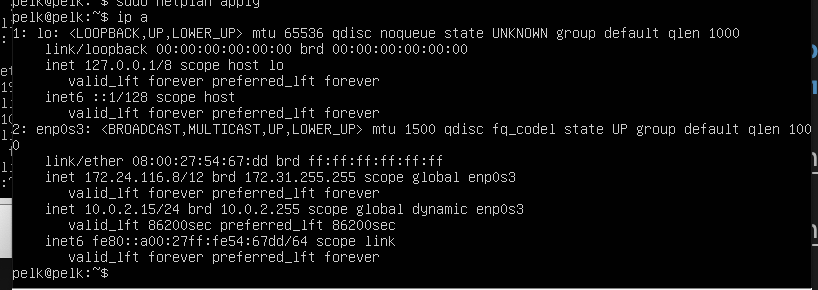 pelk@pelk:~$ sudo netplan apply
pelk@pelk:~$ ip a
1: lo: <LOOPBACK,UP,LOWER_UP> mtu 65536 qdisc noqueue state UNKNOWN group default qlen 1000
    link/loopback 00:00:00:00:00:00 brd 00:00:00:00:00:00
    inet 127.0.0.1/8 scope host lo
       valid_lft forever preferred_lft forever
    inet6 ::1/128 scope host
       valid_lft forever preferred_lft forever
2: enp0s3: <BROADCAST,MULTICAST,UP,LOWER_UP> mtu 1500 qdisc fq_codel state UP group default qlen 100
0
    link/ether 08:00:27:54:67:dd brd ff:ff:ff:ff:ff:ff
    inet 172.24.116.8/12 brd 172.31.255.255 scope global enp0s3
       valid_lft forever preferred_lft forever
    inet 10.0.2.15/24 brd 10.0.2.255 scope global dynamic enp0s3
       valid_lft 86200sec preferred_lft 86200sec
    inet6 fe80::a00:27ff:fe54:67dd/64 scope link
       valid_lft forever preferred_lft forever
pelk@pelk:~$